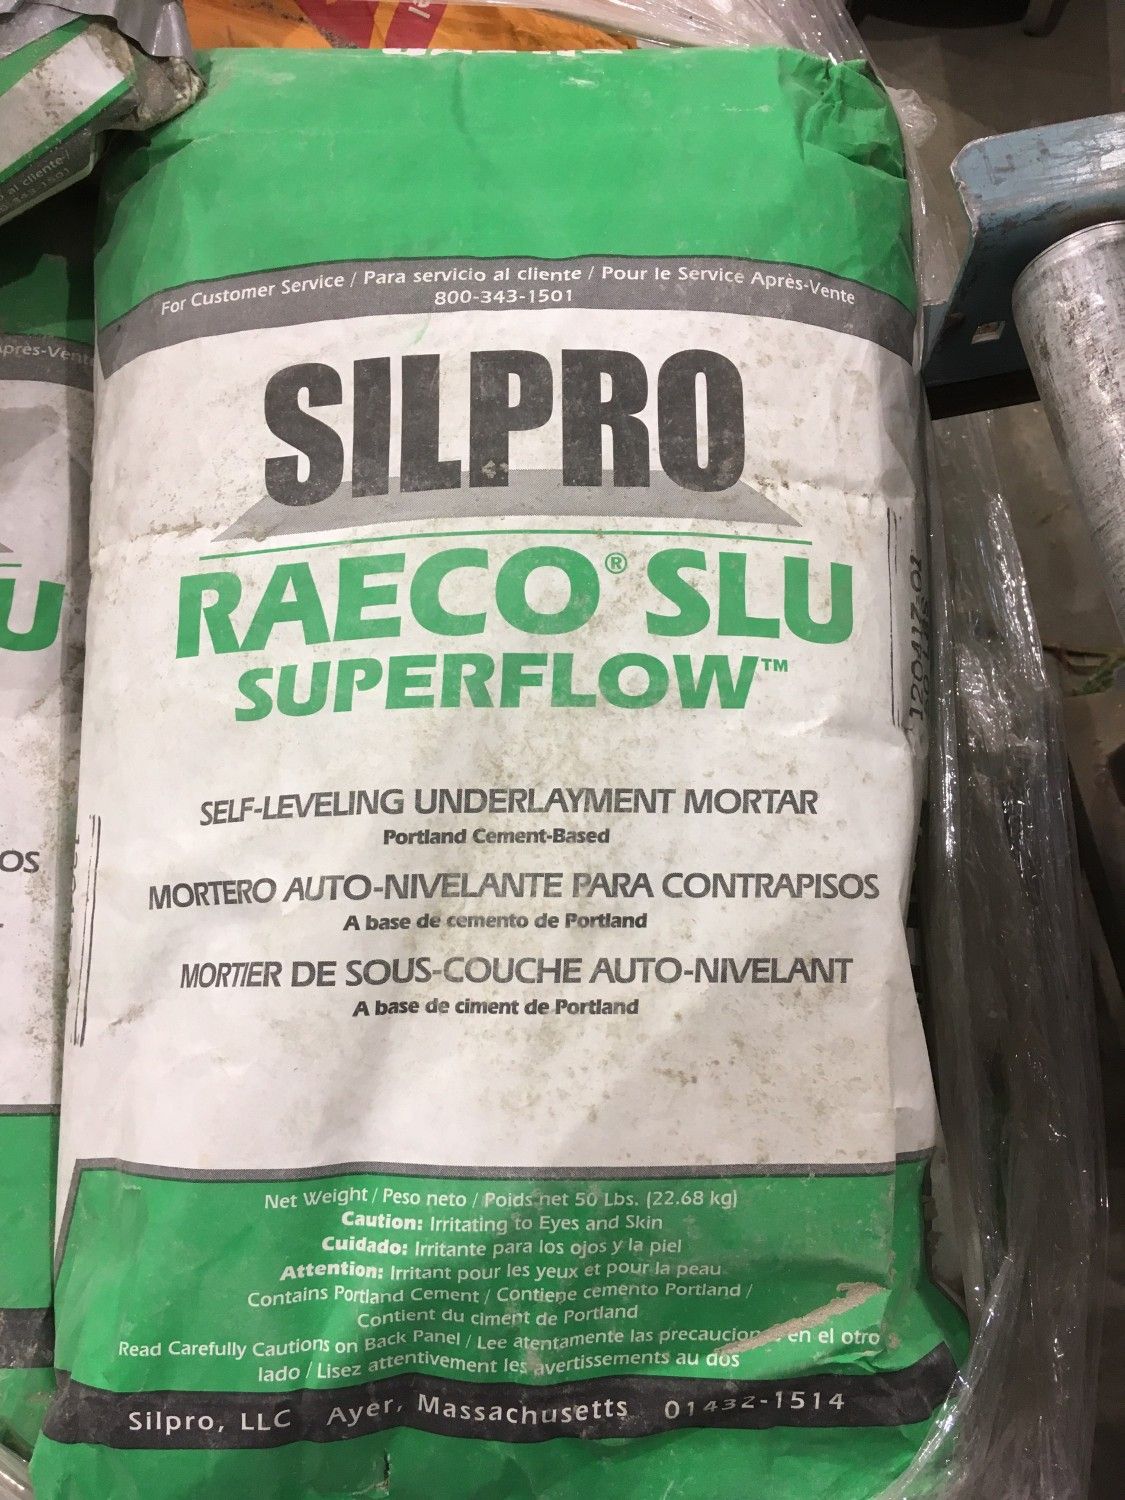 For Customer Service / Para servicio al cliente / Pour le Service Après-Vente
800-343-1501
SILPRO
RAECO® SLU
SUPERFLOW™
SELF-LEVELING UNDERLAYMENT MORTAR
Portland Cement-Based
MORTERO AUTO-NIVELANTE PARA CONTRAPISOS
A base de cemento de Portland
MORTIER DE SOUS-COUCHE AUTO-NIVELANT
A base de ciment de Portland
Net Weight / Peso neto / Poids net 50 Lbs. (22.68 kg)
Caution: Irritating to Eyes and Skin
Cuidado: Irritante para los ojos y la piel
Attention: Irritant pour les yeux et pour la peau
Contains Portland Cement / Contiene cemento Portland /
Contient du ciment de Portland
Read Carefully Cautions on Back Panel / Lee atentamente las precaucion en el otro
lado / Lisez attentivement les avertissements au dos
Silpro, LLC Ayer, Massachusetts 01432-1514
al cliente
Après-Vent
U
OS